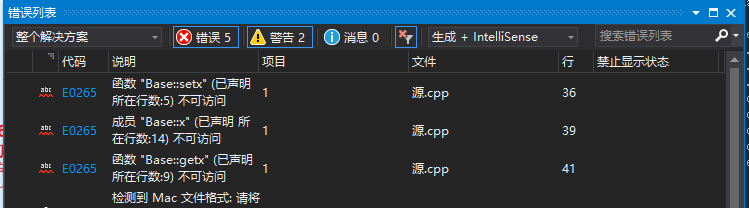 错误列表
整个解决方案 错误 5 警告 2 消息 0 生成 + IntelliSense 搜索错误列表
代码 说明 项目 文件 行 禁止显示状态
abc E0265 函数 "Base::setx" (已声明 1 源.cpp 36
所在行数:5) 不可访问
abc E0265 成员 "Base::x" (已声明 所 1 源.cpp 39
在行数:14) 不可访问
abc E0265 函数 "Base::getx" (已声明 1 源.cpp 41
所在行数:9) 不可访问
检测到 Mac 文件格式: 请将